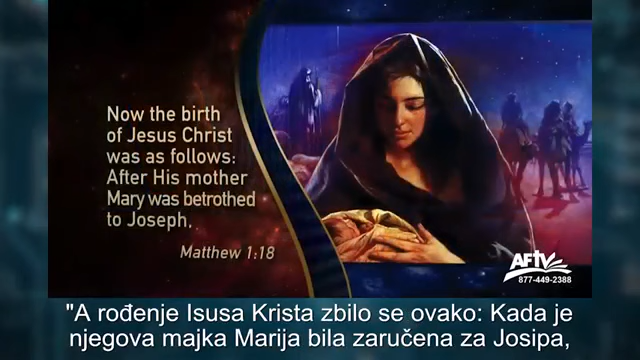 Now the birth
of Jesus Christ
was as follows:
After His mother
Mary was betrothed
to Joseph,
Matthew 1:18
AFTV
877-449-2388
"A rođenje Isusa Krista zbilo se ovako: Kada je
njegova majka Marija bila zaručena za Josipa,